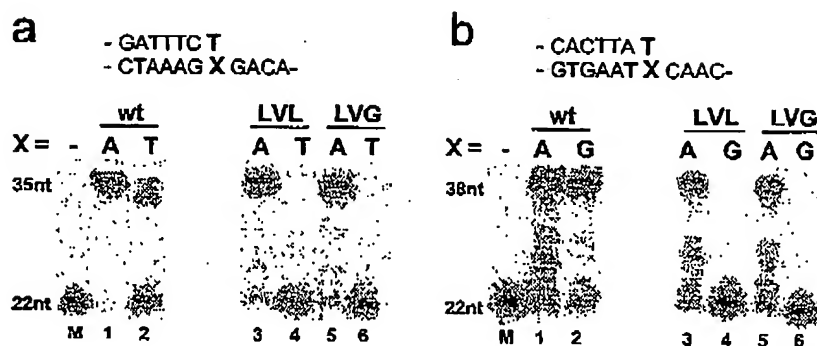 a
- GATTTC T
- CTAAAG X GACA-
wt LVL LVG
X = - A T A T A T
35nt
22nt
M 1 2 3 4 5 6
b
- CACTTA T
- GTGAAT X CAAC-
wt LVL LVG
X = - A G A G A G
38nt
22nt
M 1 2 3 4 5 6